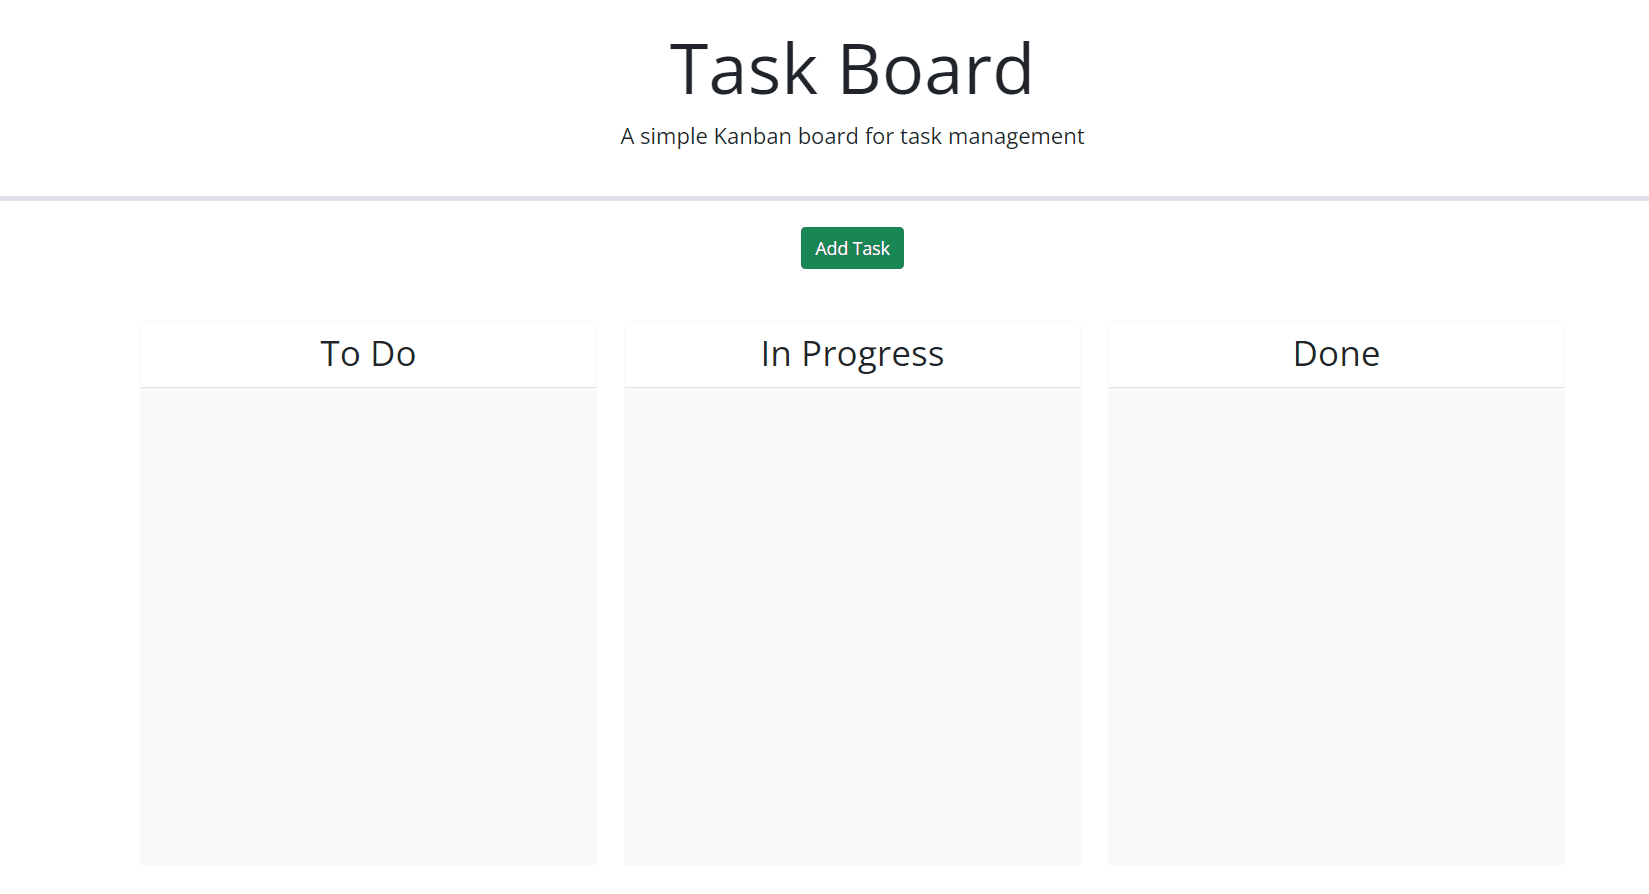 Task Board
A simple Kanban board for task management
Add Task
To Do
In Progress
Done